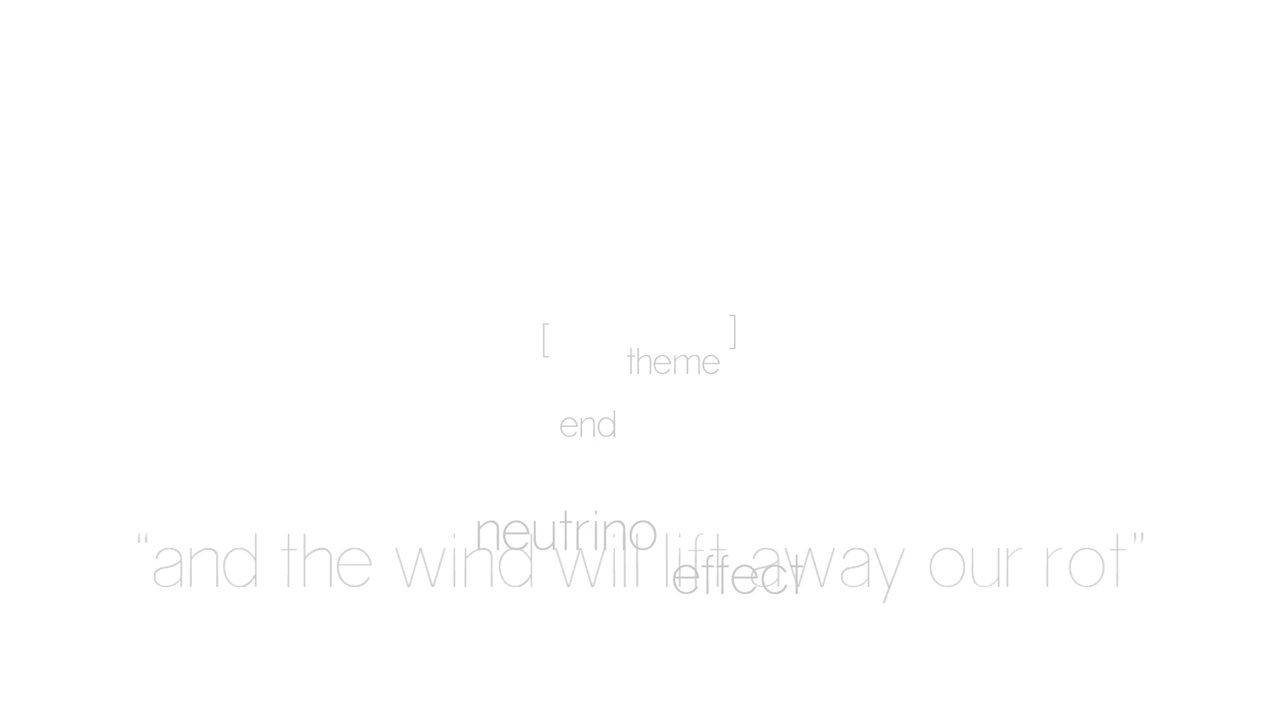 [ ]
theme
end
neutrino
“and the wind will lift away our rot”
effect